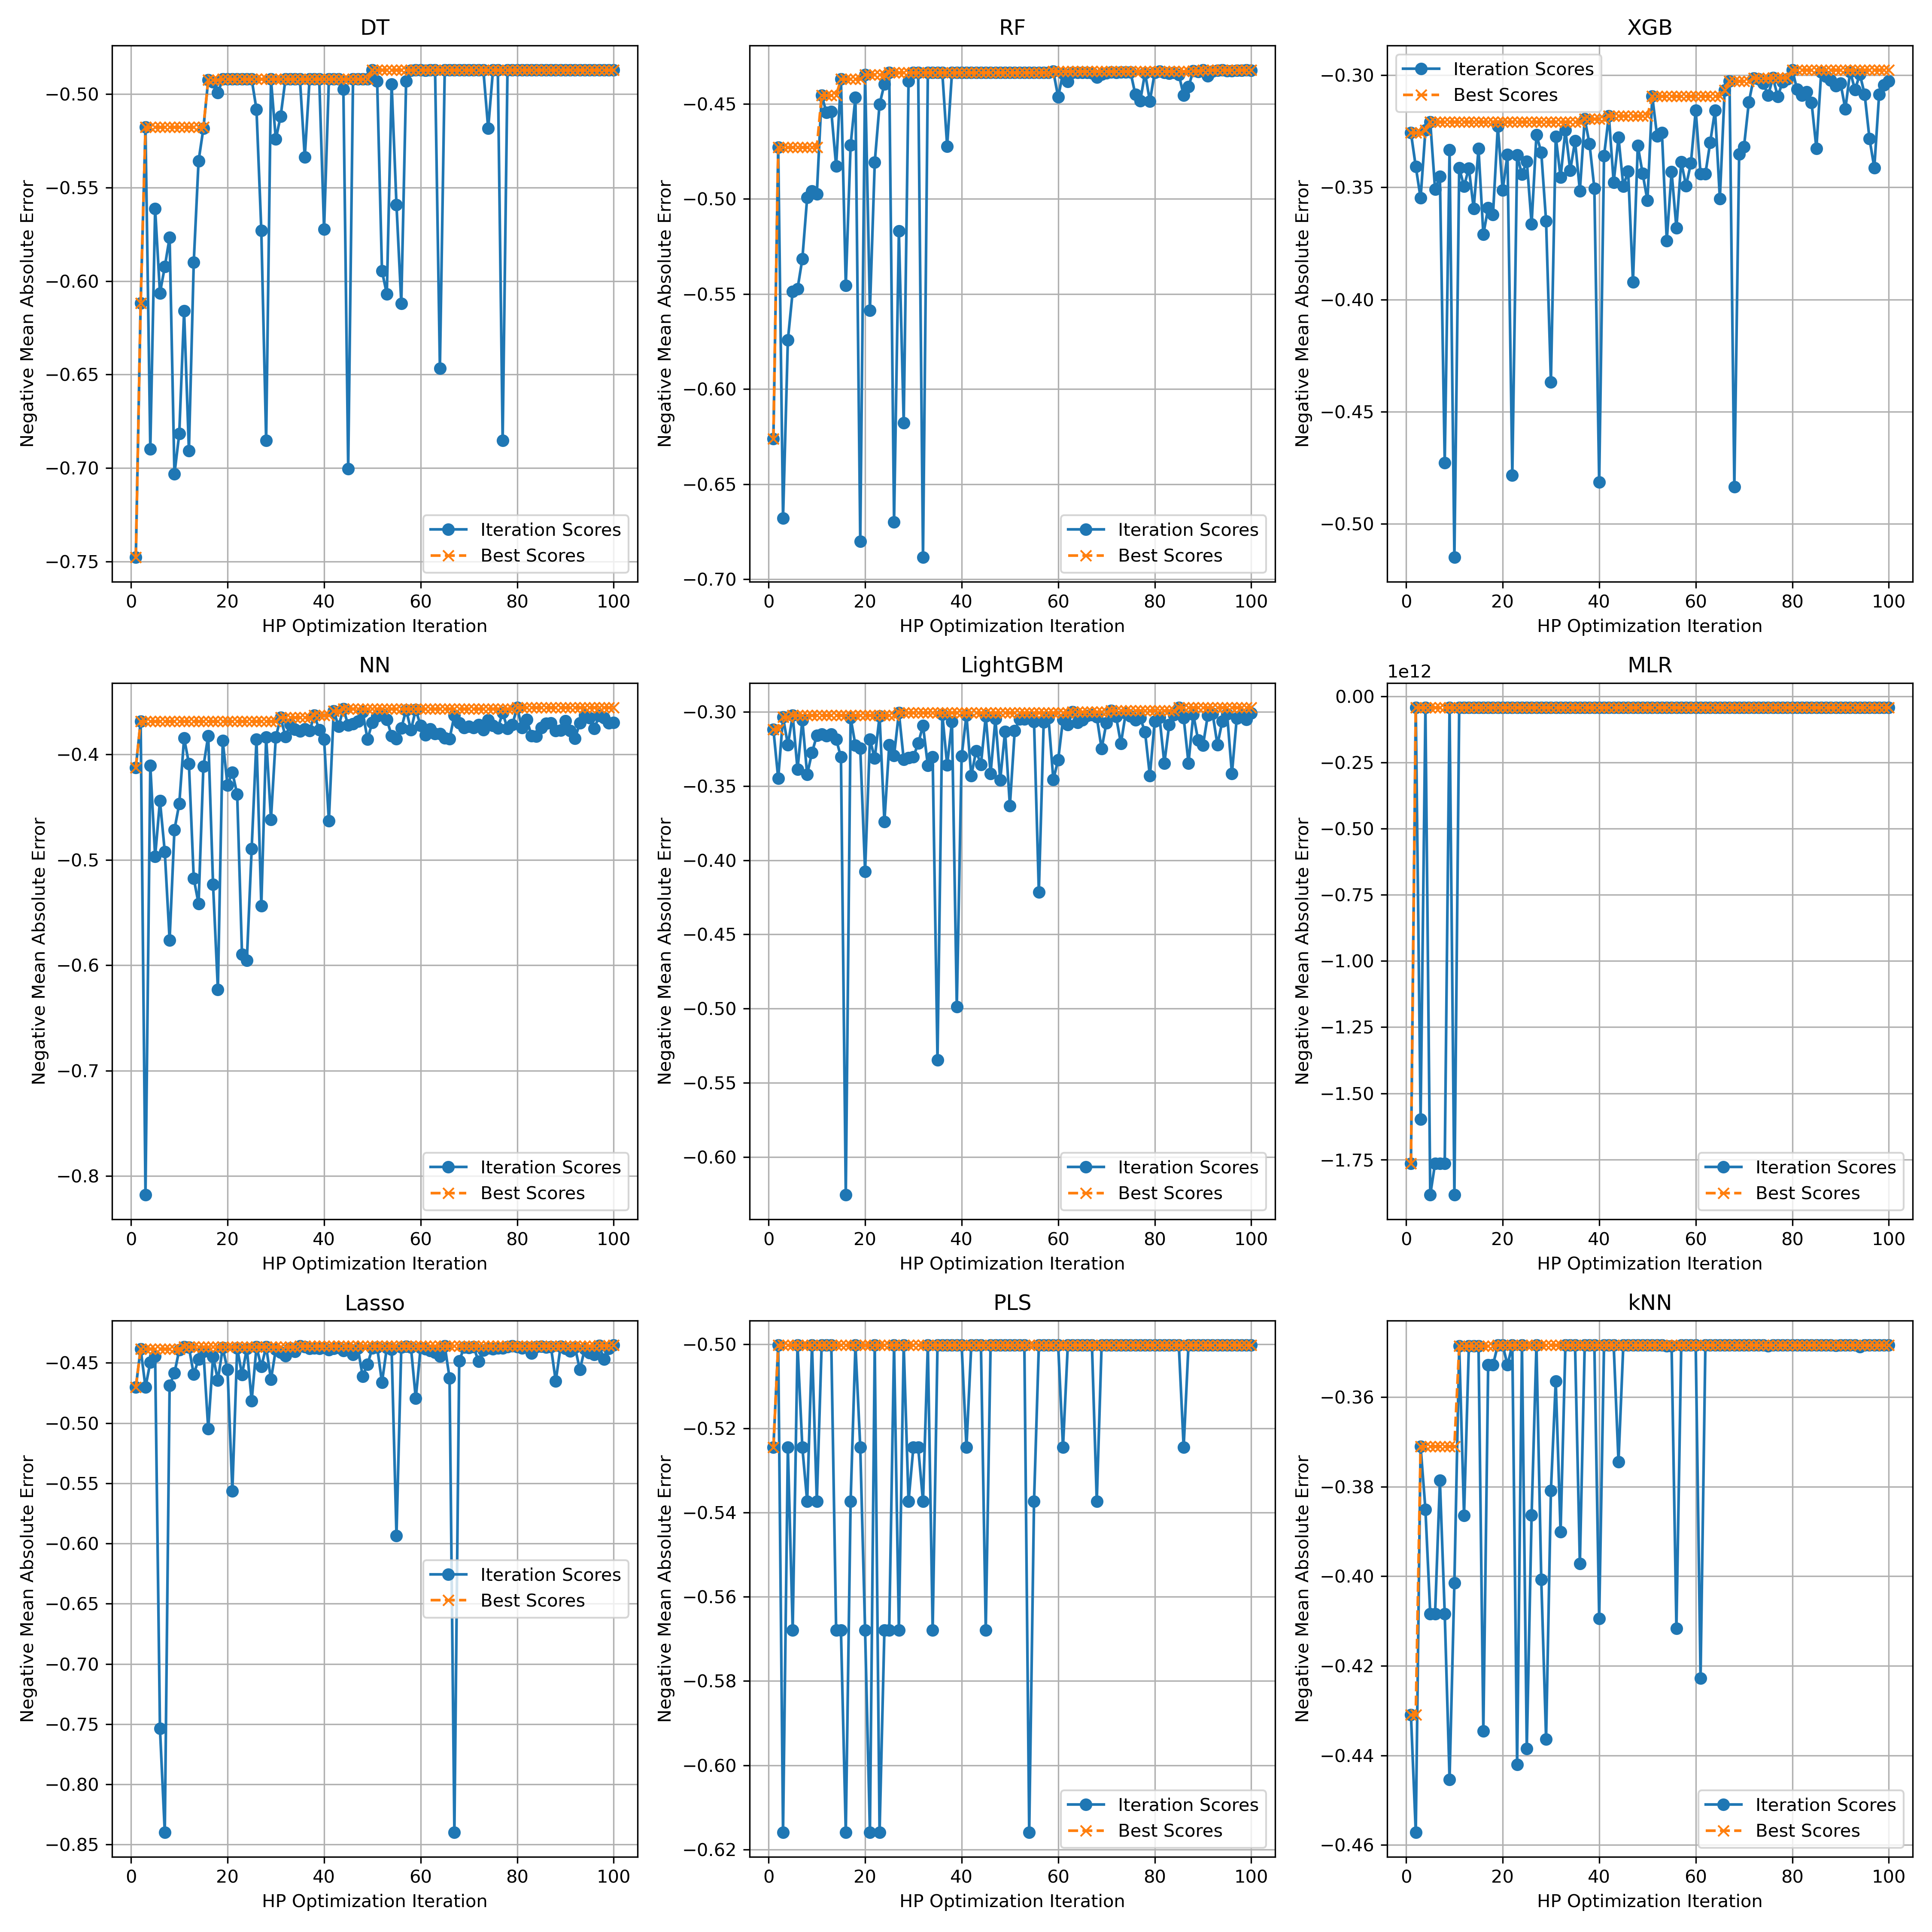 DT
Negative Mean Absolute Error
−0.50
−0.55
−0.60
−0.65
−0.70
−0.75
Iteration Scores
Best Scores
0 20 40 60 80 100
HP Optimization Iteration
RF
Negative Mean Absolute Error
−0.45
−0.50
−0.55
−0.60
−0.65
−0.70
Iteration Scores
Best Scores
0 20 40 60 80 100
HP Optimization Iteration
XGB
Negative Mean Absolute Error
−0.30
−0.35
−0.40
−0.45
−0.50
Iteration Scores
Best Scores
0 20 40 60 80 100
HP Optimization Iteration
NN
Negative Mean Absolute Error
−0.4
−0.5
−0.6
−0.7
−0.8
Iteration Scores
Best Scores
0 20 40 60 80 100
HP Optimization Iteration
LightGBM
Negative Mean Absolute Error
−0.30
−0.35
−0.40
−0.45
−0.50
−0.55
−0.60
Iteration Scores
Best Scores
0 20 40 60 80 100
HP Optimization Iteration
MLR
1e12
Negative Mean Absolute Error
0.00
−0.25
−0.50
−0.75
−1.00
−1.25
−1.50
−1.75
Iteration Scores
Best Scores
0 20 40 60 80 100
HP Optimization Iteration
Lasso
Negative Mean Absolute Error
−0.45
−0.50
−0.55
−0.60
−0.65
−0.70
−0.75
−0.80
−0.85
Iteration Scores
Best Scores
0 20 40 60 80 100
HP Optimization Iteration
PLS
Negative Mean Absolute Error
−0.50
−0.52
−0.54
−0.56
−0.58
−0.60
−0.62
Iteration Scores
Best Scores
0 20 40 60 80 100
HP Optimization Iteration
kNN
Negative Mean Absolute Error
−0.36
−0.38
−0.40
−0.42
−0.44
−0.46
Iteration Scores
Best Scores
0 20 40 60 80 100
HP Optimization Iteration